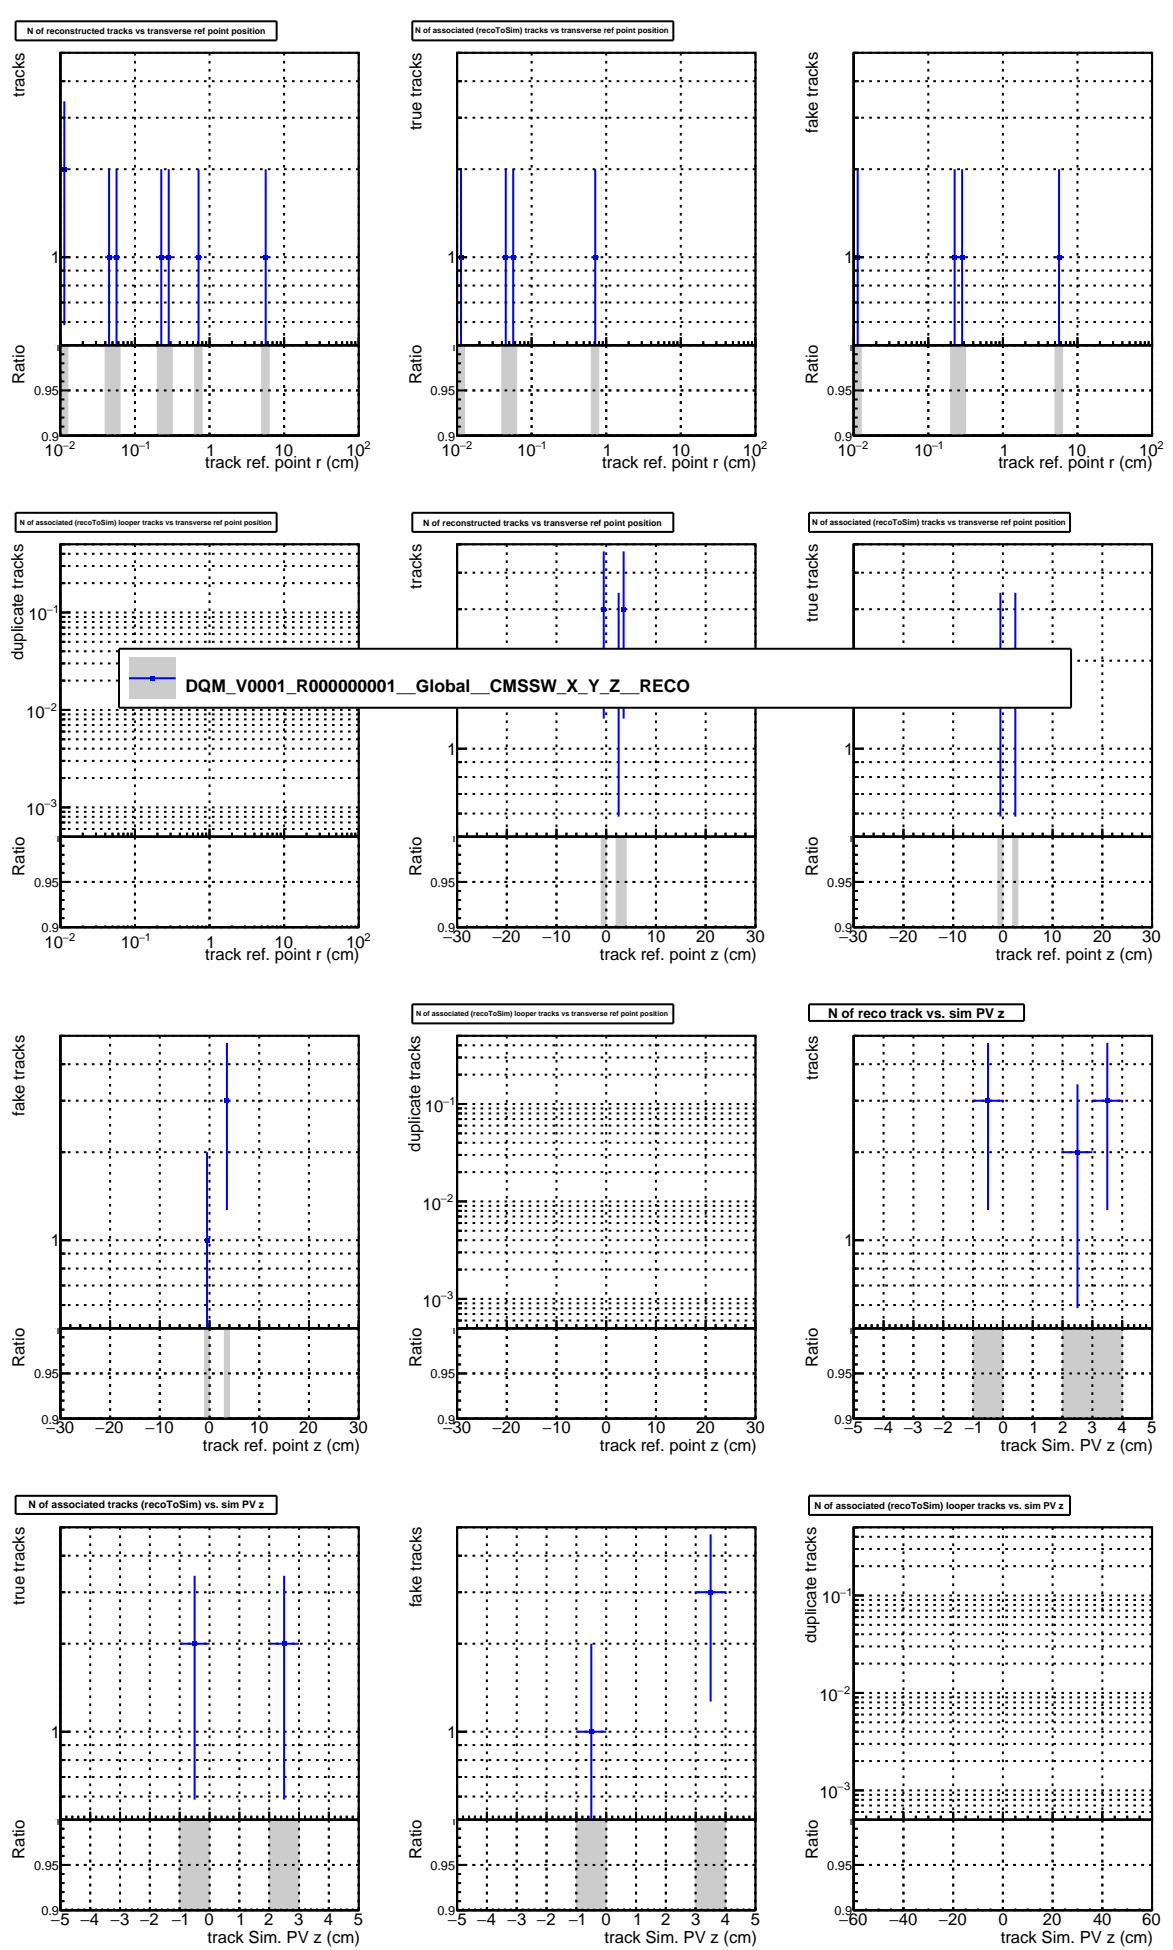 N of reconstructed tracks vs transverse ref point position
tracks
1
Ratio
0.95
0.9
10⁻² 10⁻¹ 1 10 10²
track ref. point r (cm)
N of associated (recoToSim) tracks vs transverse ref point position
true tracks
1
Ratio
0.95
0.9
10⁻² 10⁻¹ 1 10 10²
track ref. point r (cm)
fake tracks
1
Ratio
0.95
0.9
10⁻² 10⁻¹ 1 10 10²
track ref. point r (cm)
N of associated (recoToSim) looper tracks vs transverse ref point position
duplicate tracks
10⁻¹
10⁻²
10⁻³
Ratio
0.95
0.9
10⁻² 10⁻¹ 1 10 10²
track ref. point r (cm)
N of reconstructed tracks vs transverse ref point position
tracks
1
Ratio
0.95
0.9
−30 −20 −10 0 10 20 30
track ref. point z (cm)
N of associated (recoToSim) tracks vs transverse ref point position
true tracks
1
Ratio
0.95
0.9
−30 −20 −10 0 10 20 30
track ref. point z (cm)
DQM_V0001_R000000001__Global__CMSSW_X_Y_Z__RECO
fake tracks
1
Ratio
0.95
0.9
−30 −20 −10 0 10 20 30
track ref. point z (cm)
N of associated (recoToSim) looper tracks vs transverse ref point position
duplicate tracks
10⁻¹
10⁻²
10⁻³
Ratio
0.95
0.9
−30 −20 −10 0 10 20 30
track ref. point z (cm)
N of reco track vs. sim PV z
tracks
1
Ratio
0.95
0.9
−5 −4 −3 −2 −1 0 1 2 3 4 5
track Sim. PV z (cm)
N of associated tracks (recoToSim) vs. sim PV z
true tracks
1
Ratio
0.95
0.9
−5 −4 −3 −2 −1 0 1 2 3 4 5
track Sim. PV z (cm)
fake tracks
1
Ratio
0.95
0.9
−5 −4 −3 −2 −1 0 1 2 3 4 5
track Sim. PV z (cm)
N of associated (recoToSim) looper tracks vs. sim PV z
duplicate tracks
10⁻¹
10⁻²
10⁻³
Ratio
0.95
0.9
−60 −40 −20 0 20 40 60
track Sim. PV z (cm)